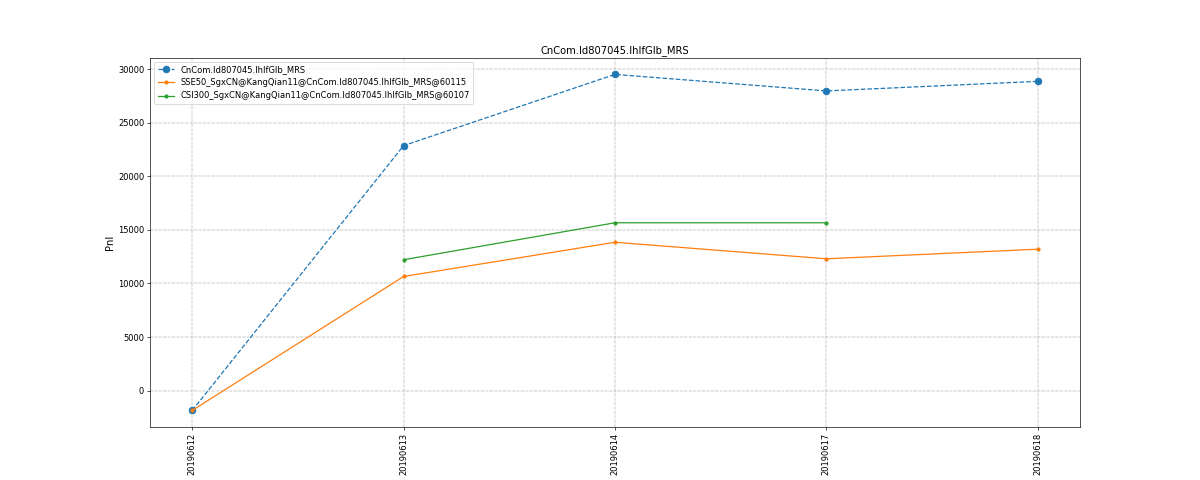 CnCom.Id807045.IhIfGlb_MRS
CnCom.Id807045.IhIfGlb_MRS
SSE50_SgxCN@KangQian11@CnCom.Id807045.IhIfGlb_MRS@60115
CSI300_SgxCN@KangQian11@CnCom.Id807045.IhIfGlb_MRS@60107
30000
25000
20000
15000
10000
5000
0
Pnl
20190612
20190613
20190614
20190617
20190618